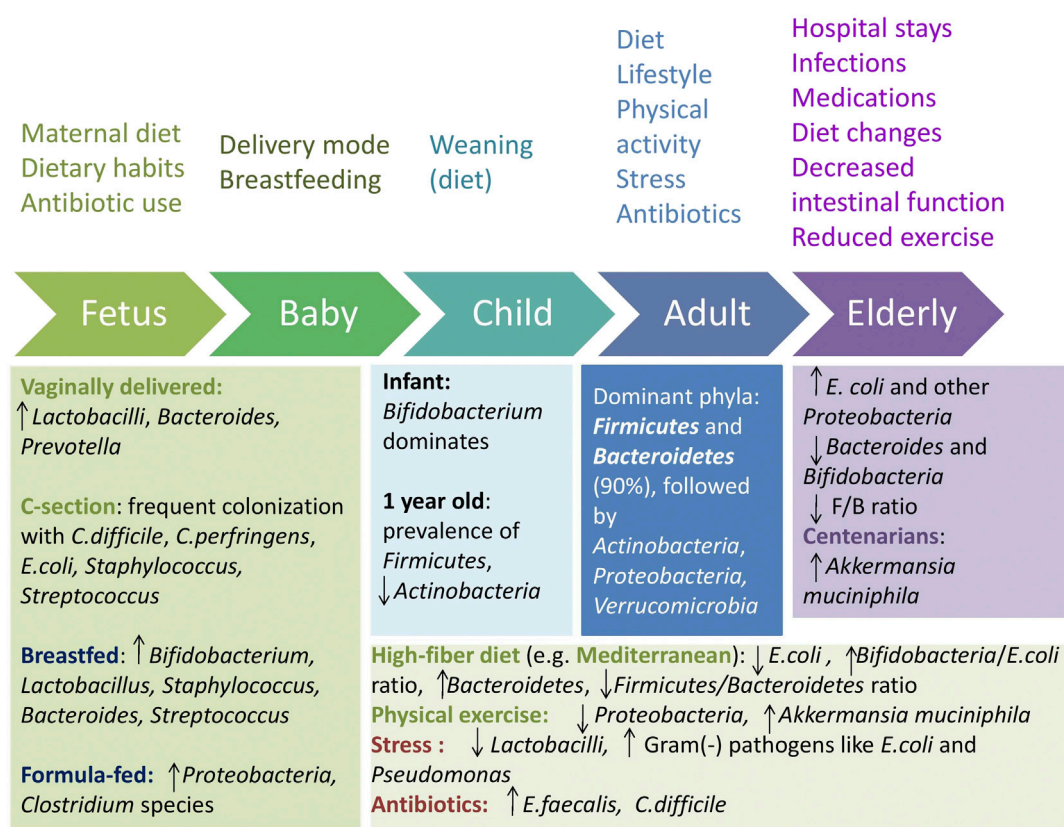 Maternal diet
Dietary habits
Antibiotic use
Delivery mode
Breastfeeding
Weaning
(diet)
Diet
Lifestyle
Physical
activity
Stress
Antibiotics
Hospital stays
Infections
Medications
Diet changes
Decreased
intestinal function
Reduced exercise
Fetus
Baby
Child
Adult
Elderly
Vaginally delivered:
↑Lactobacilli, Bacteroides,
Prevotella
C-section: frequent colonization
with C.difficile, C.perfringens,
E.coli, Staphylococcus,
Streptococcus
Breastfed: ↑Bifidobacterium,
Lactobacillus, Staphylococcus,
Bacteroides, Streptococcus
Formula-fed: ↑Proteobacteria,
Clostridium species
Infant:
Bifidobacterium
dominates
1 year old:
prevalence of
Firmicutes,
↓Actinobacteria
Dominant phyla:
Firmicutes and
Bacteroidetes
(90%), followed
by
Actinobacteria,
Proteobacteria,
Verrucomicrobia
↑E. coli and other
Proteobacteria
↓Bacteroides and
Bifidobacteria
↓ F/B ratio
Centenarians:
↑Akkermansia
muciniphila
High-fiber diet (e.g. Mediterranean): ↓E.coli , ↑Bifidobacteria/E.coli
ratio, ↑Bacteroidetes, ↓Firmicutes/Bacteroidetes ratio
Physical exercise: ↓ Proteobacteria, ↑Akkermansia muciniphila
Stress : ↓ Lactobacilli, ↑ Gram(-) pathogens like E.coli and
Pseudomonas
Antibiotics: ↑ E.faecalis, C.difficile